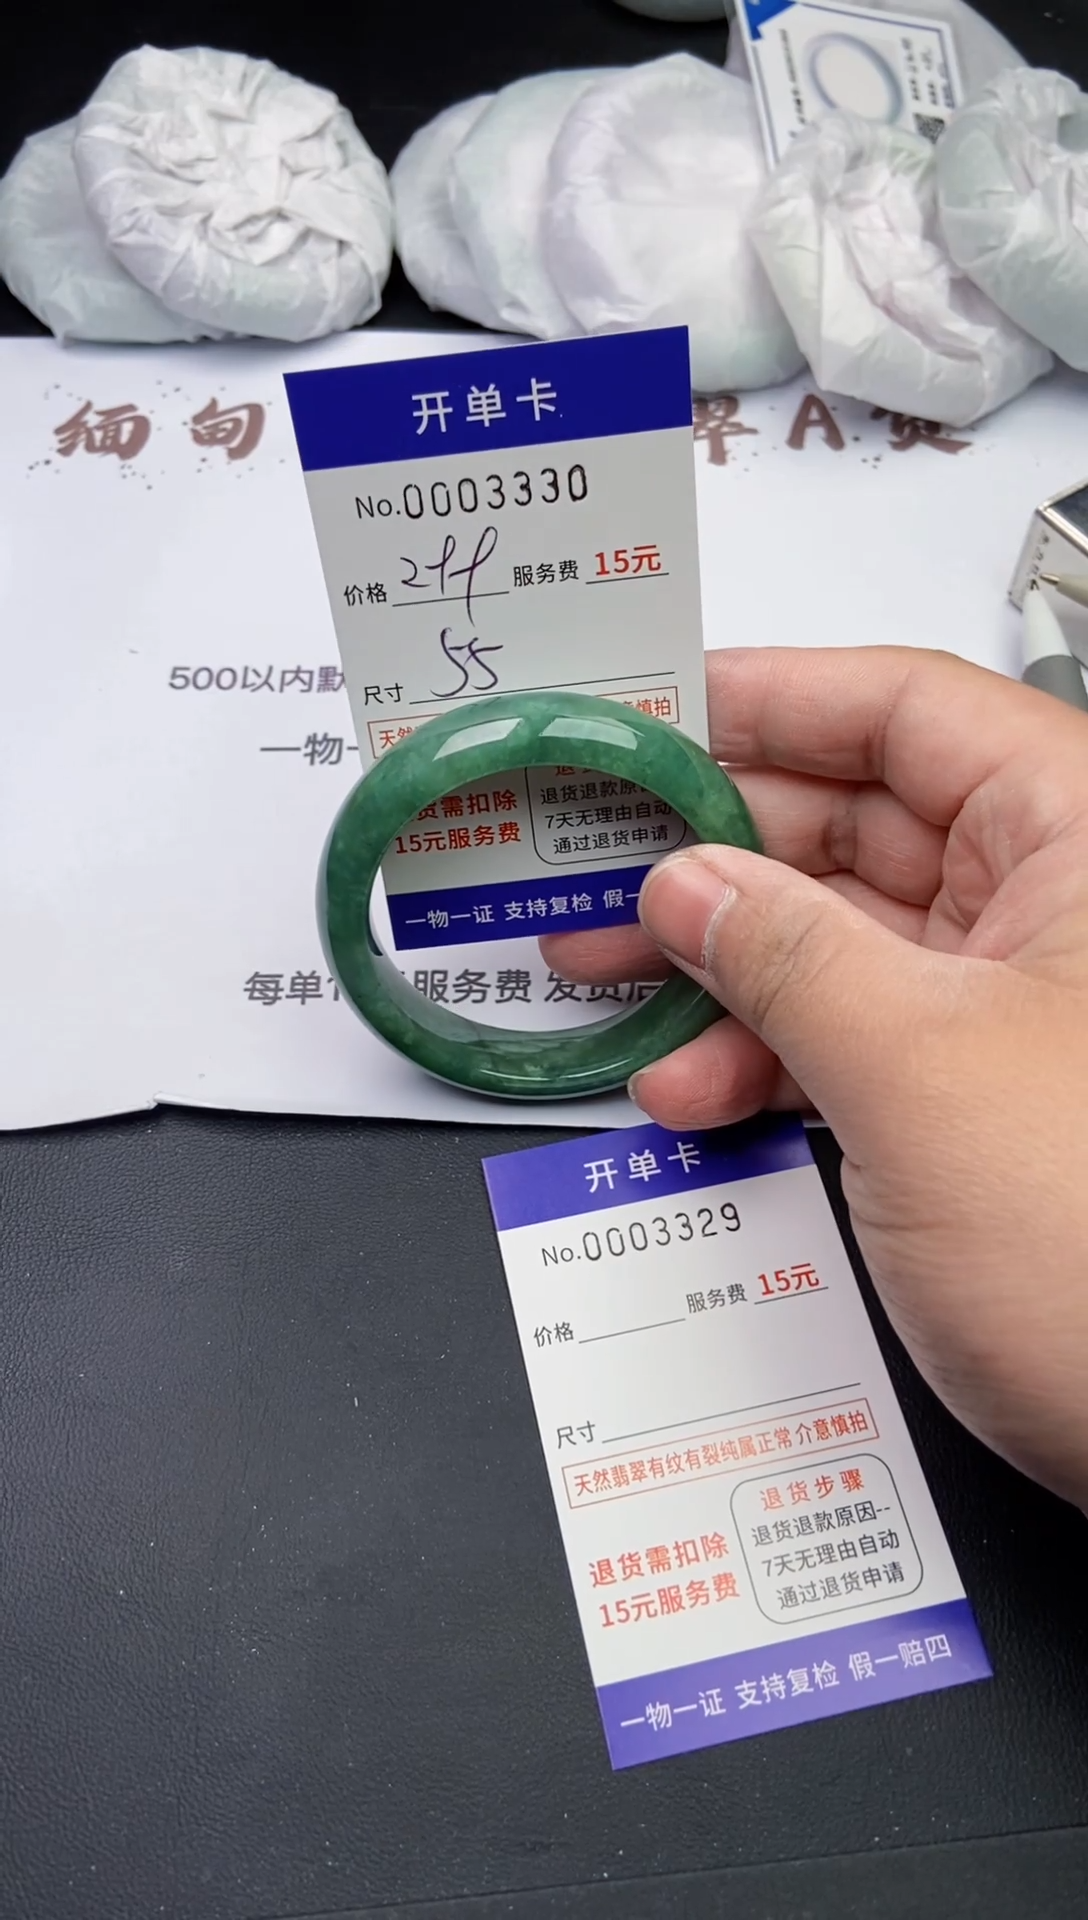 缅甸
翠A货
开单卡
No.0003330
价格
服务费 15元
尺寸 55
500以内默
一物一
天然
慎拍
货需扣除
15元服务费
退货退款原
7天无理由自动
通过退货申请
一物一证 支持复检 假一
每单1
服务费 发货后
开单卡
No.0003329
价格
服务费 15元
尺寸
天然翡翠有纹有裂纯属正常 介意慎拍
退货需扣除
15元服务费
退货步骤
退货退款原因--
7天无理由自动
通过退货申请
一物一证 支持复检 假一赔四